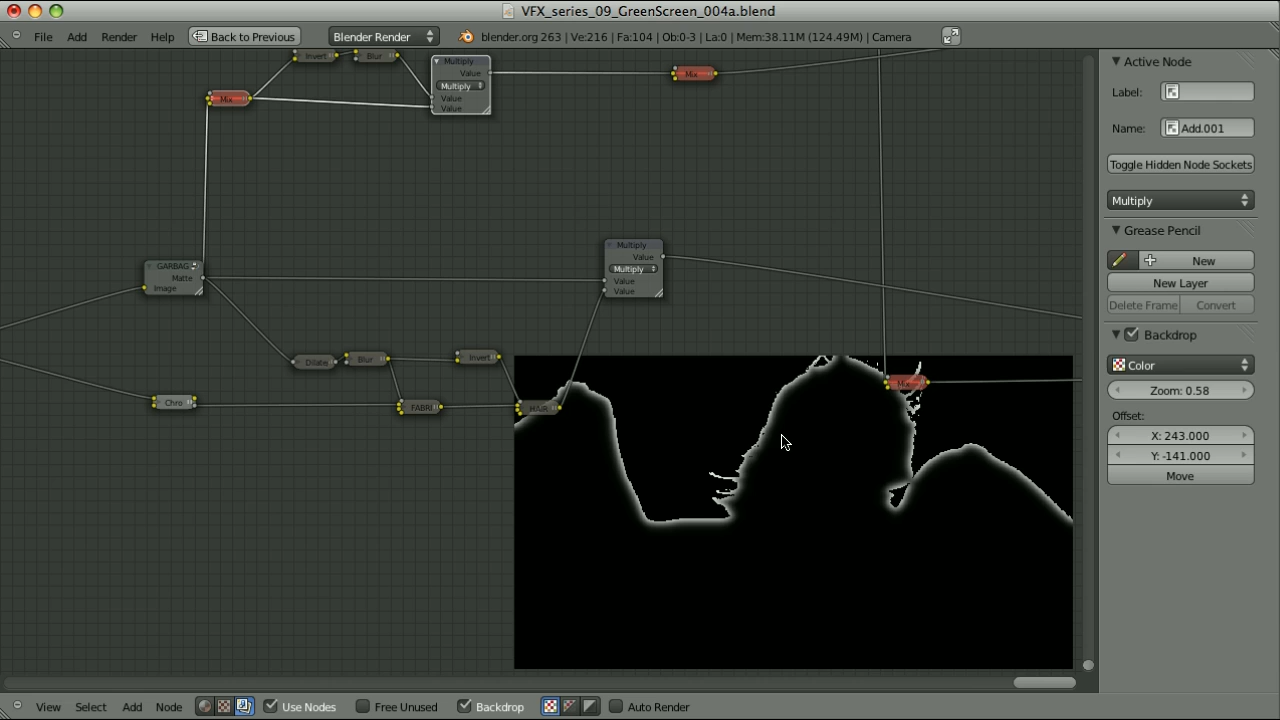 VFX_series_09_GreenScreen_004a.blend
File Add Render Help Back to Previous Blender Render blender.org 263 | Ve:216 | Fa:104 | Ob:0-3 | La:0 | Mem:38.11M (124.49M) | Camera
Invert Blur
Multiply
Value
Multiply
Value
Value
Mix
Mix
GARBAG
Matte
Image
Multiply
Value
Multiply
Value
Value
Dilate Blur Invert
Chro FABRI HAIR
Mix
Active Node
Label:
Name: Add.001
Toggle Hidden Node Sockets
Multiply
Grease Pencil
New
New Layer
Delete Frame Convert
Backdrop
Color
Zoom: 0.58
Offset:
X: 243.000
Y: -141.000
Move
View Select Add Node Use Nodes Free Unused Backdrop Auto Render